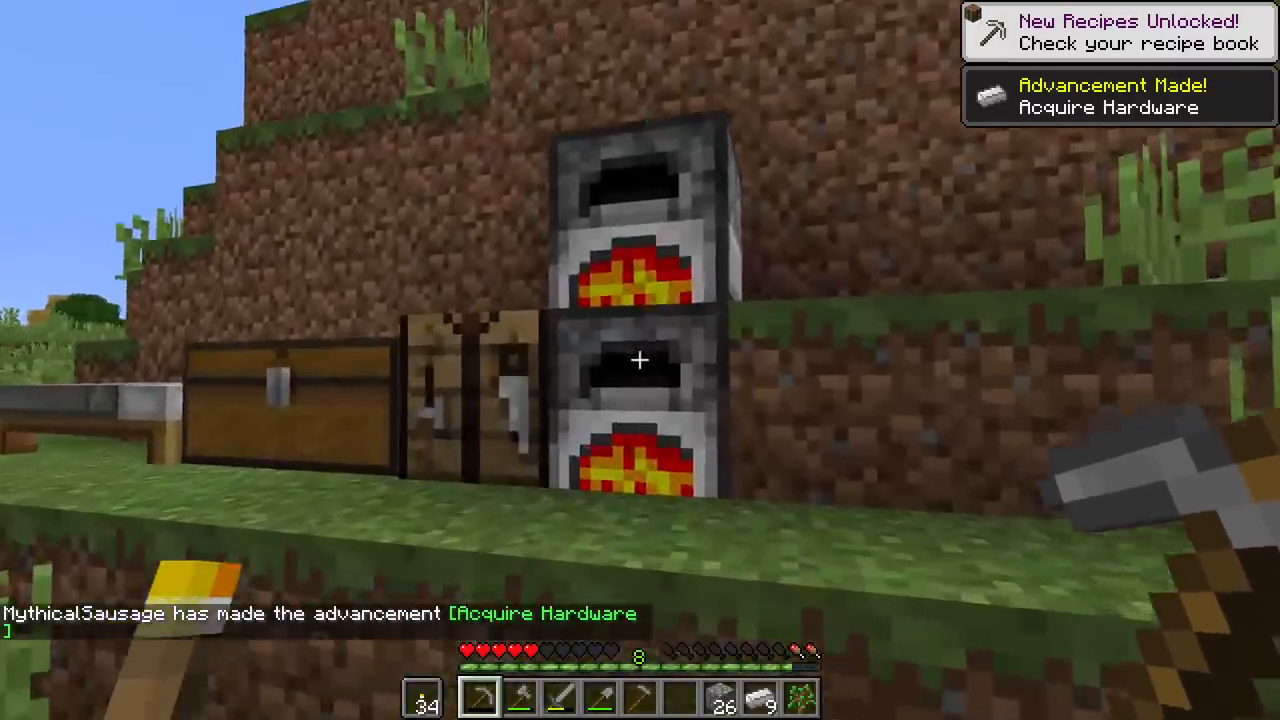 New Recipes Unlocked!
Check your recipe book
Advancement Made!
Acquire Hardware
MythicalSausage has made the advancement [Acquire Hardware
]
8
34
26
9